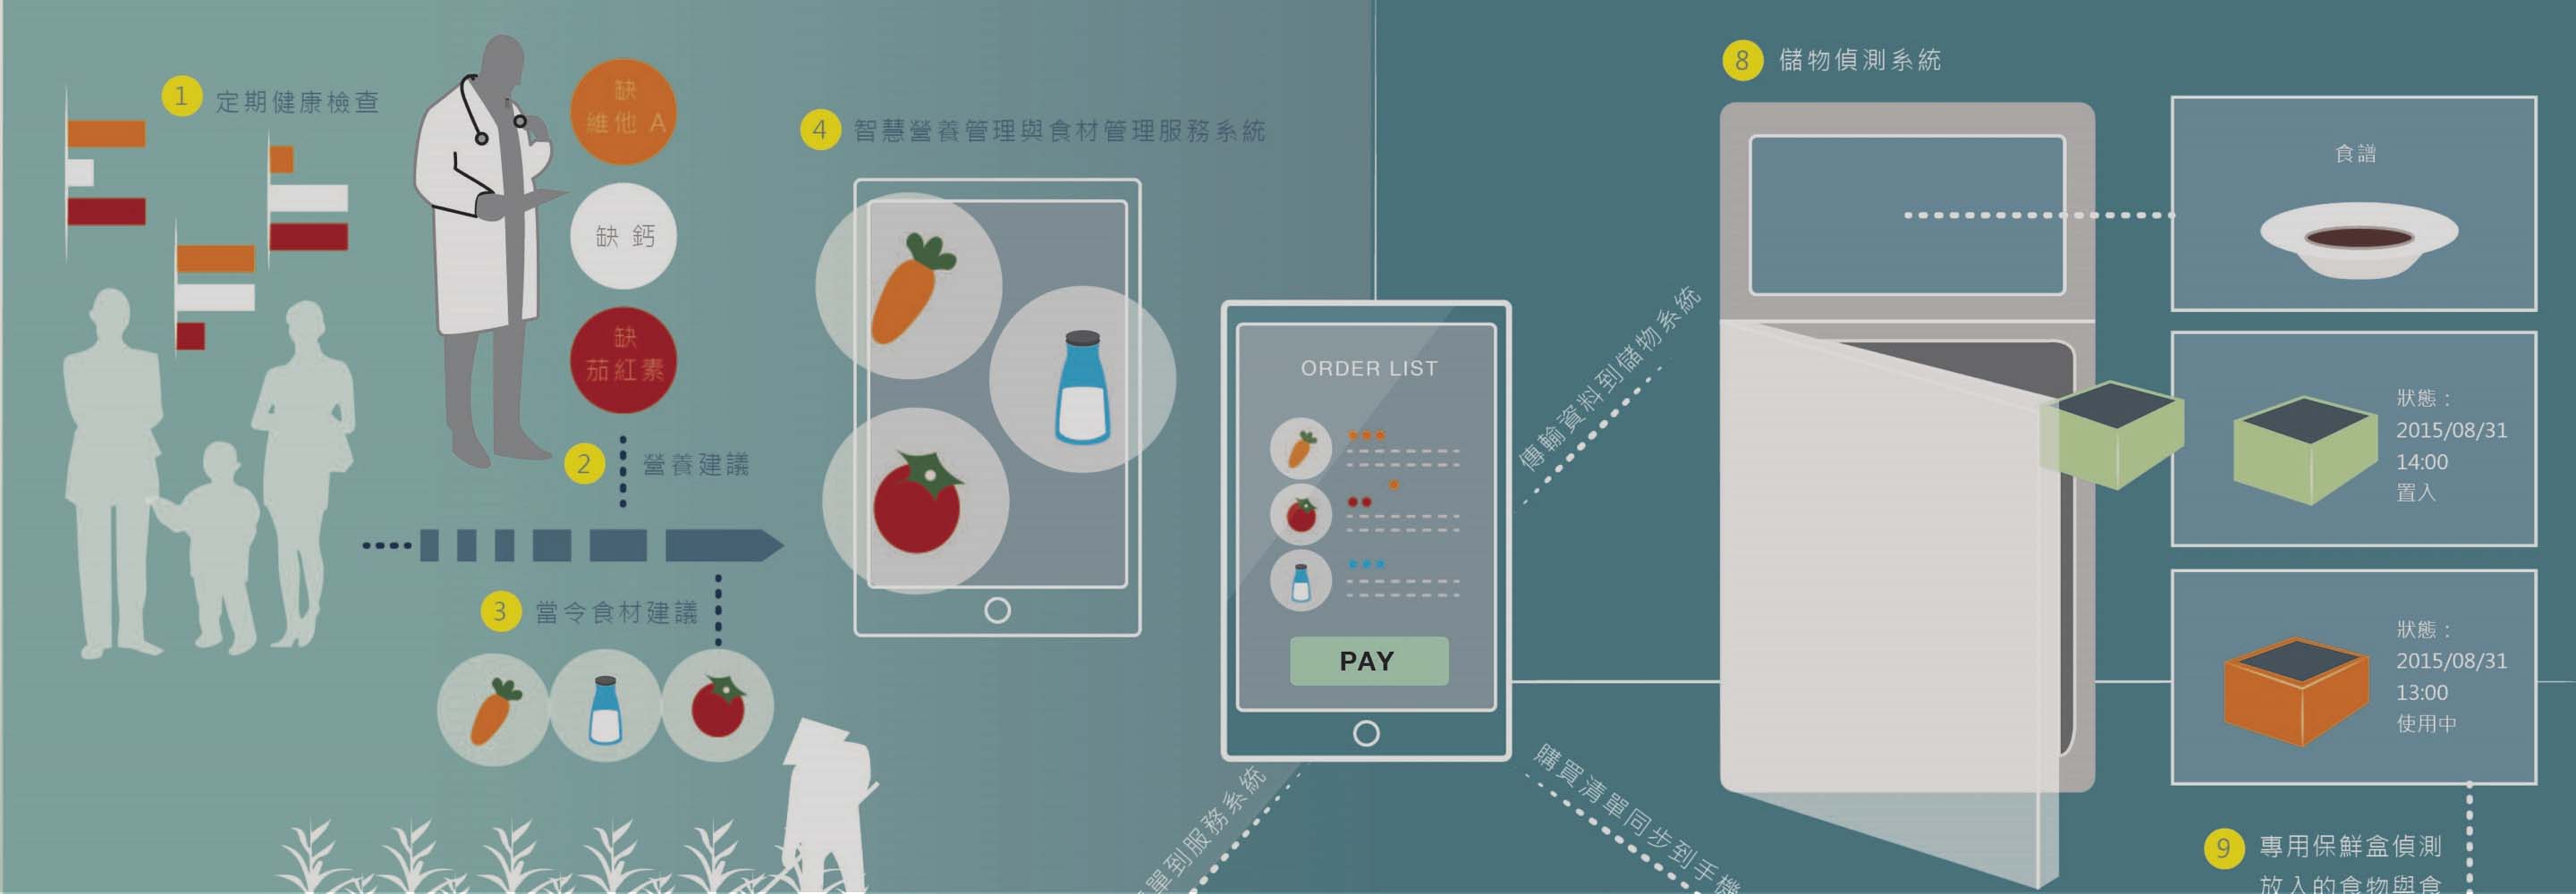 1 定期健康檢查
缺
維他 A
缺 鈣
缺
茄紅素
2 營養建議
3 當令食材建議
4 智慧營養管理與食材管理服務系統
ORDER LIST
PAY
傳輸資料到儲物系統
單到服務系統
購買清單同步到手機
8 儲物偵測系統
食譜
狀態：
2015/08/31
14:00
置入
狀態：
2015/08/31
13:00
使用中
9 專用保鮮盒偵測
放入的食物與食